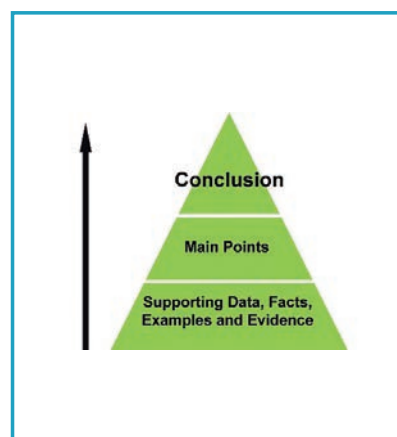 Conclusion
Main Points
Supporting Data, Facts,
Examples and Evidence